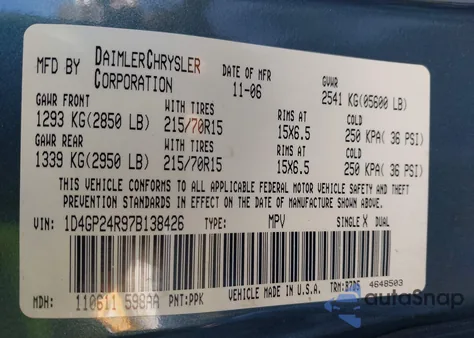 MFD BY DAIMLERCHRYSLER CORPORATION DATE OF MFR 11-06 GVWR 2541 KG(05600 LB)
GAWR FRONT WITH TIRES RIMS AT COLD
1293 KG(2850 LB) 215/70R15 15X6.5 250 KPA( 36 PSI)
GAWR REAR WITH TIRES RIMS AT COLD
1339 KG(2950 LB) 215/70R15 15X6.5 250 KPA( 36 PSI)
THIS VEHICLE CONFORMS TO ALL APPLICABLE FEDERAL MOTOR VEHICLE SAFETY AND THEFT
PREVENTION STANDARDS IN EFFECT ON THE DATE OF MANUFACTURE SHOWN ABOVE.
VIN: 1D4GP24R97B138426 TYPE: MPV SINGLE X DUAL
MDH: 110611 598AA PNT:PPK VEHICLE MADE IN U.S.A. TRM:B7D5 4648503
autoSnap